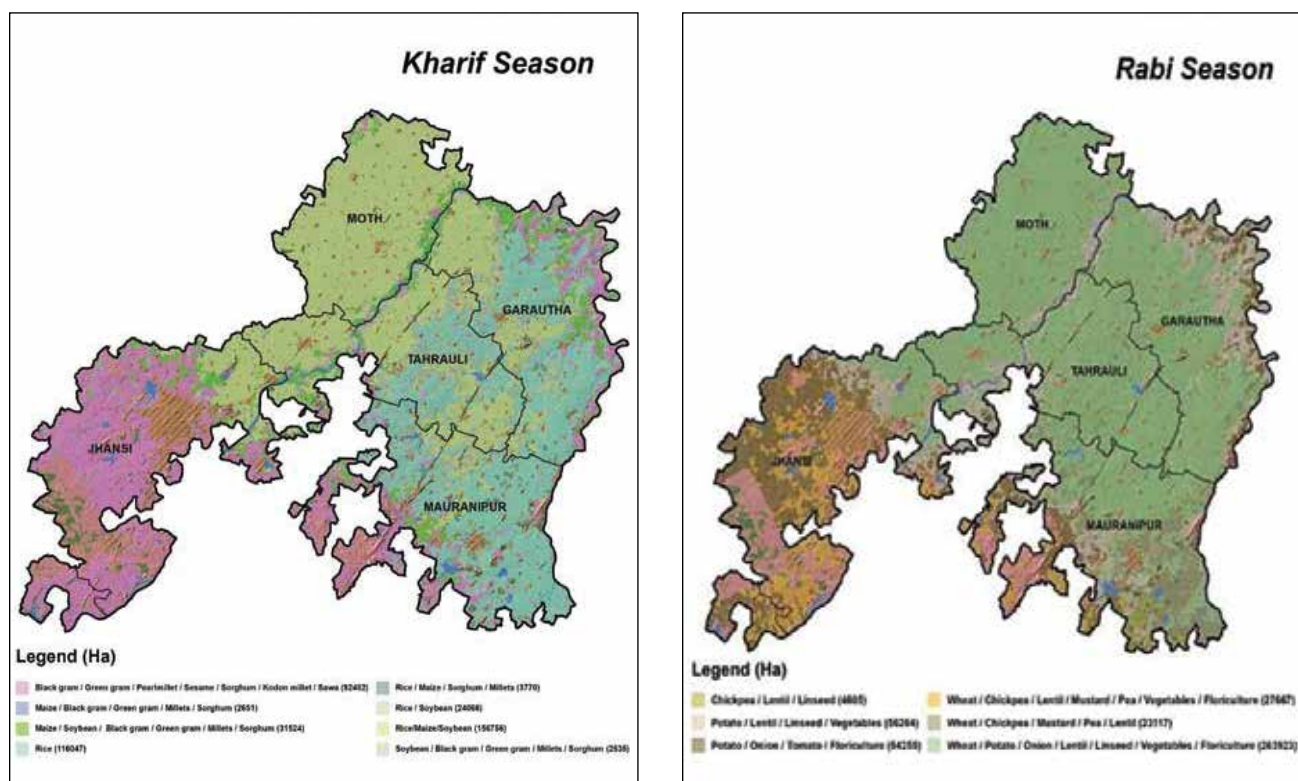 Kharif Season
MOTH
GARAUTHA
TAHRAULI
JHANSI
MAURANIPUR
Legend (Ha)
Black gram / Green gram / Pearlmillet / Sesame / Sorghum / Kodon millet / Sawa (92402)
Maize / Black gram / Green gram / Millets / Sorghum (2651)
Maize / Soybean / Black gram / Green gram / Millets / Sorghum (31524)
Rice (116047)
Rice / Maize / Sorghum / Millets (3770)
Rice / Soybean (24066)
Rice/Maize/Soybean (156756)
Soybean / Black gram / Green gram / Millets / Sorghum (2535)
Rabi Season
MOTH
GARAUTHA
TAHRAULI
JHANSI
MAURANIPUR
Legend (Ha)
Chickpea / Lentil / Linseed
Potato / Lentil / Linseed / Vegetables (56264)
Potato / Onion / Tomato / Floriculture
Wheat / Chickpea / Lentil / Mustard / Pea / Vegetables / Floriculture (27667)
Wheat / Chickpea / Mustard / Pea / Lentil (23117)
Wheat / Potato / Onion / Lentil / Linseed / Vegetables / Floriculture (263923)